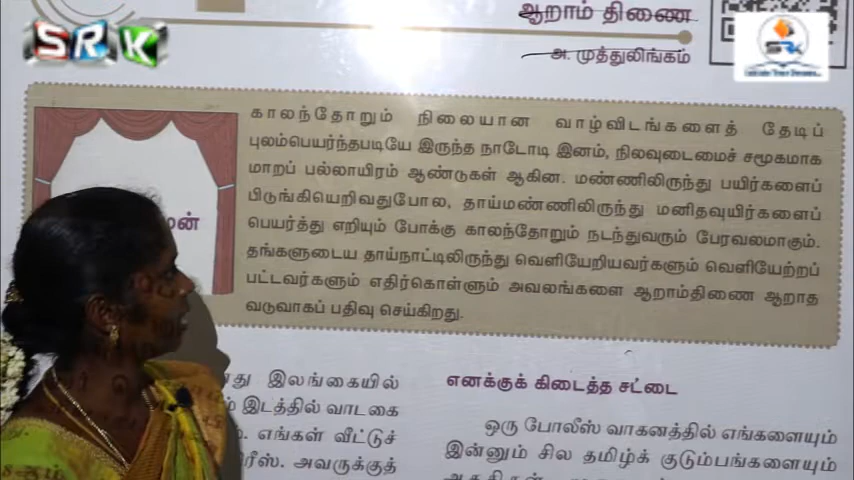 SRK
ஆறாம் திணை
அ. முத்துலிங்கம்
SRK
காலந்தோறும் நிலையான வாழ்விடங்களைத் தேடிப்
புலம்பெயர்ந்தபடியே இருந்த நாடோடி இனம், நிலவுடைமைச் சமூகமாக
மாறப் பல்லாயிரம் ஆண்டுகள் ஆகின. மண்ணிலிருந்து பயிர்களைப்
பிடுங்கியெறிவதுபோல, தாய்மண்ணிலிருந்து மனிதவுயிர்களைப்
பெயர்த்து எறியும் போக்கு காலந்தோறும் நடந்துவரும் பேரவலமாகும்.
தங்களுடைய தாய்நாட்டிலிருந்து வெளியேறியவர்களும் வெளியேற்றப்
பட்டவர்களும் எதிர்கொள்ளும் அவலங்களை ஆறாம்திணை ஆறாத
வடுவாகப் பதிவு செய்கிறது.
இலங்கையில்
இடத்தில் வாடகை
எங்கள் வீட்டுச்
அவருக்குத்
எனக்குக் கிடைத்த சட்டை
ஒரு போலீஸ் வாகனத்தில் எங்களையும்
இன்னும் சில தமிழ்க் குடும்பங்களையும்